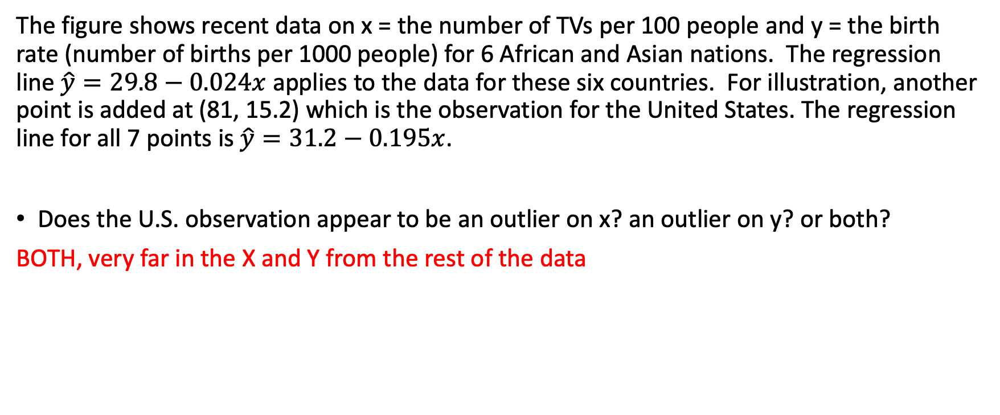 The figure shows recent data on x = the number of TVs per 100 people and y = the birth
rate (number of births per 1000 people) for 6 African and Asian nations.  The regression
line ŷ = 29.8 − 0.024x applies to the data for these six countries.  For illustration, another
point is added at (81, 15.2) which is the observation for the United States. The regression
line for all 7 points is ŷ = 31.2 − 0.195x.
• Does the U.S. observation appear to be an outlier on x? an outlier on y? or both?
BOTH, very far in the X and Y from the rest of the data